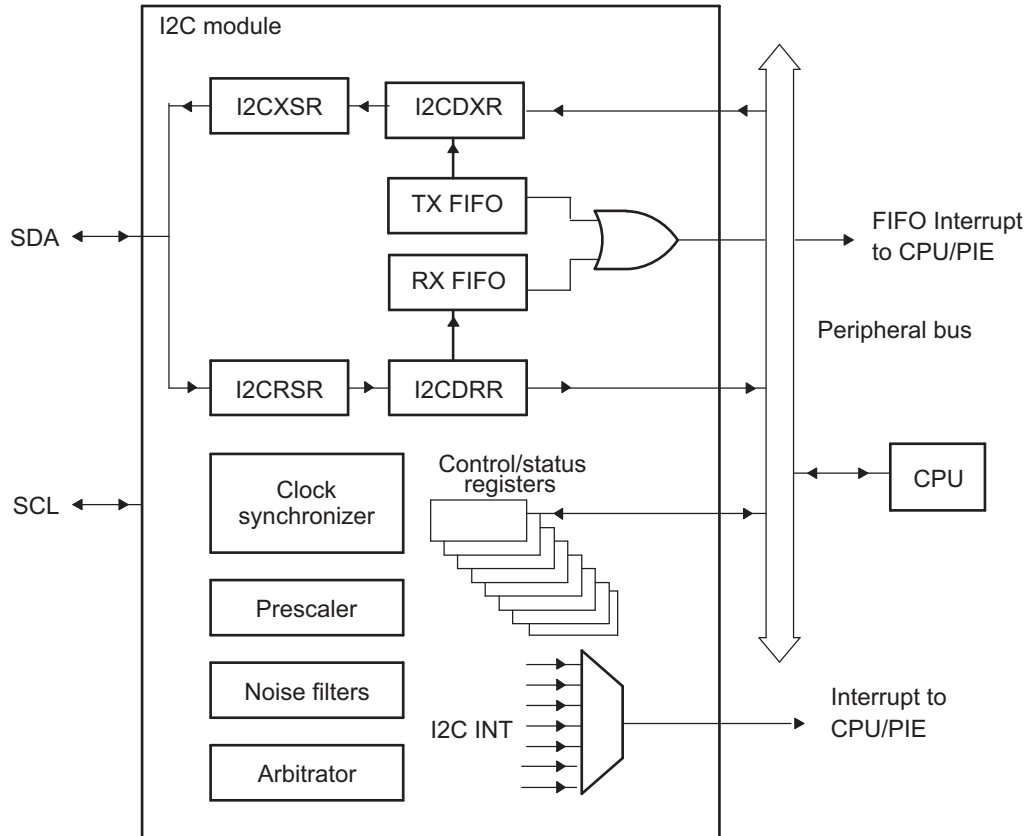 I2C module
I2CXSR
I2CDXR
TX FIFO
SDA
FIFO Interrupt
to CPU/PIE
RX FIFO
Peripheral bus
I2CRSR
I2CDRR
Control/status
registers
Clock
synchronizer
CPU
SCL
Prescaler
Noise filters
I2C INT
Interrupt to
CPU/PIE
Arbitrator